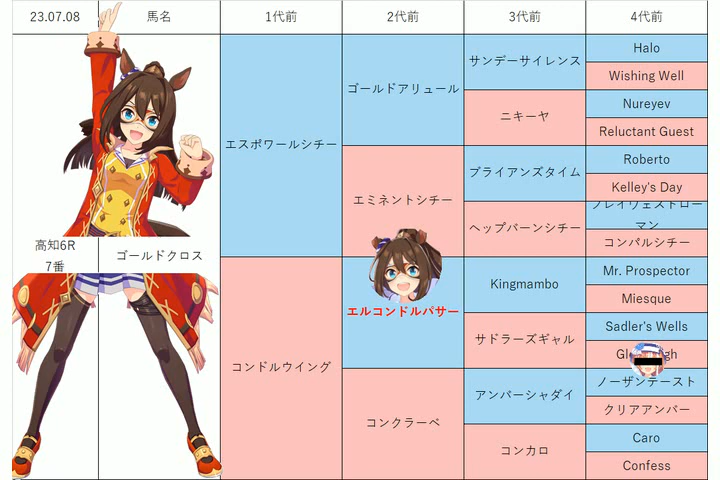 23.07.08 馬名 1代前 2代前 3代前 4代前
高知6R
7番
ゴールドクロス
エスポワールシチー
コンドルウイング
ゴールドアリュール
エミネントシチー
エルコンドルパサー
コンクラーベ
サンデーサイレンス
ニキーヤ
ブライアンズタイム
ヘップバーンシチー
Kingmambo
サドラーズギャル
アンバーシャダイ
コンカロ
Halo
Wishing Well
Nureyev
Reluctant Guest
Roberto
Kelley's Day
ブレイヴェストロー
マン
コンパルシチー
Mr. Prospector
Miesque
Sadler's Wells
ノーザンテースト
クリアアンバー
Caro
Confess